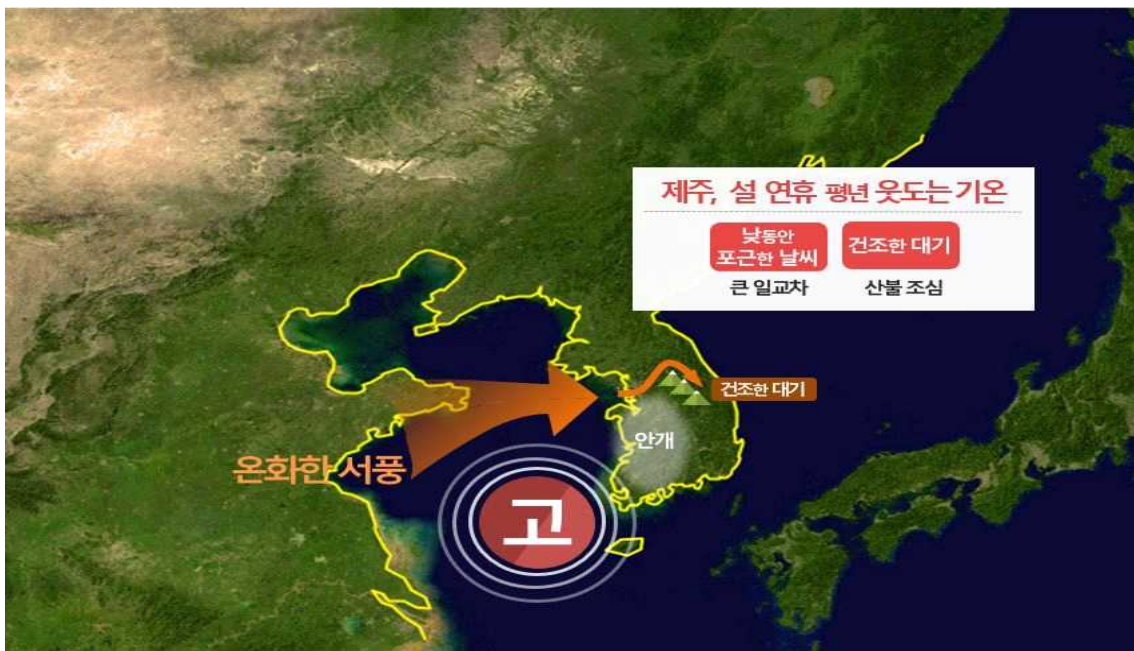 제주, 설 연휴 평년 웃도는 기온
낮동안
포근한 날씨
건조한 대기
큰 일교차
산불 조심
건조한 대기
안개
온화한 서풍
고